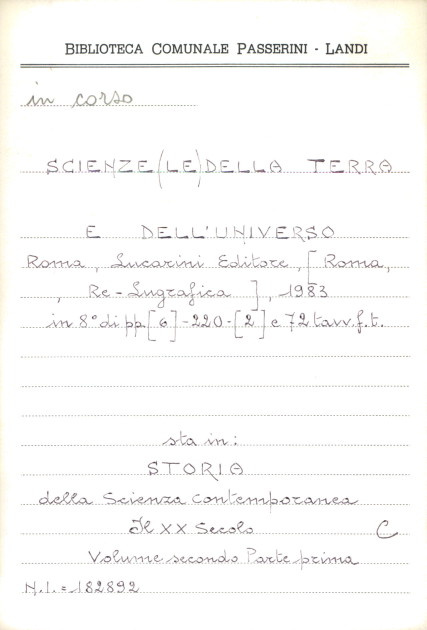 BIBLIOTECA COMUNALE PASSERINI - LANDI
in corso
SCIENZE (LE) DELLA TERRA
E DELL'UNIVERSO
Roma, Lucarini Editore, [Roma,
, Re-Lugrafica], 1983
in 8° di pp. [6] - 220 - [2] e 72 tavv. f. t.
sta in:
STORIA
della Scienza contemporanea
Il XX Secolo C
Volume secondo Parte prima
N.I. = 182892